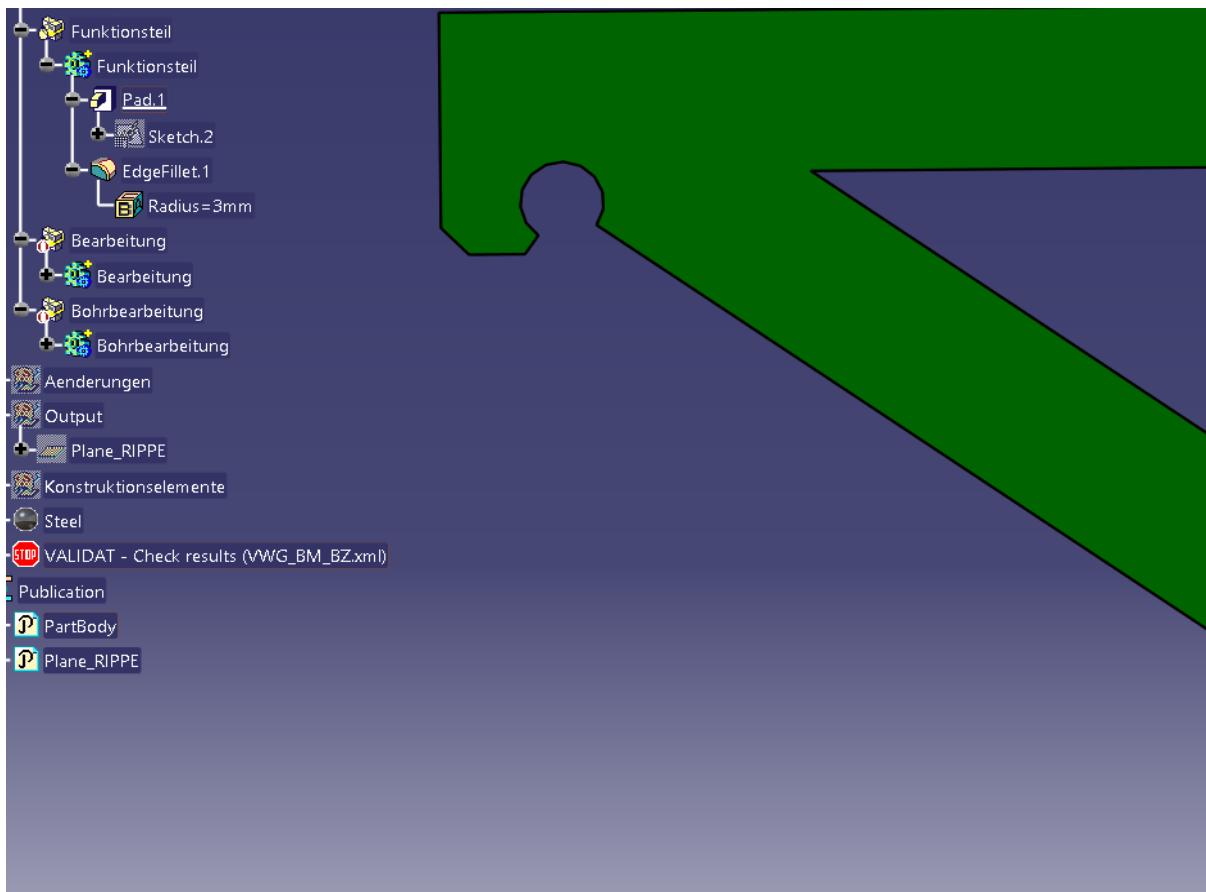 Funktionsteil
Funktionsteil
Pad.1
Sketch.2
EdgeFillet.1
Radius=3mm
Bearbeitung
Bearbeitung
Bohrbearbeitung
Bohrbearbeitung
Aenderungen
Output
Plane_RIPPE
Konstruktionselemente
Steel
STOP VALIDAT - Check results (VWG_BM_BZ.xml)
Publication
P PartBody
P Plane_RIPPE